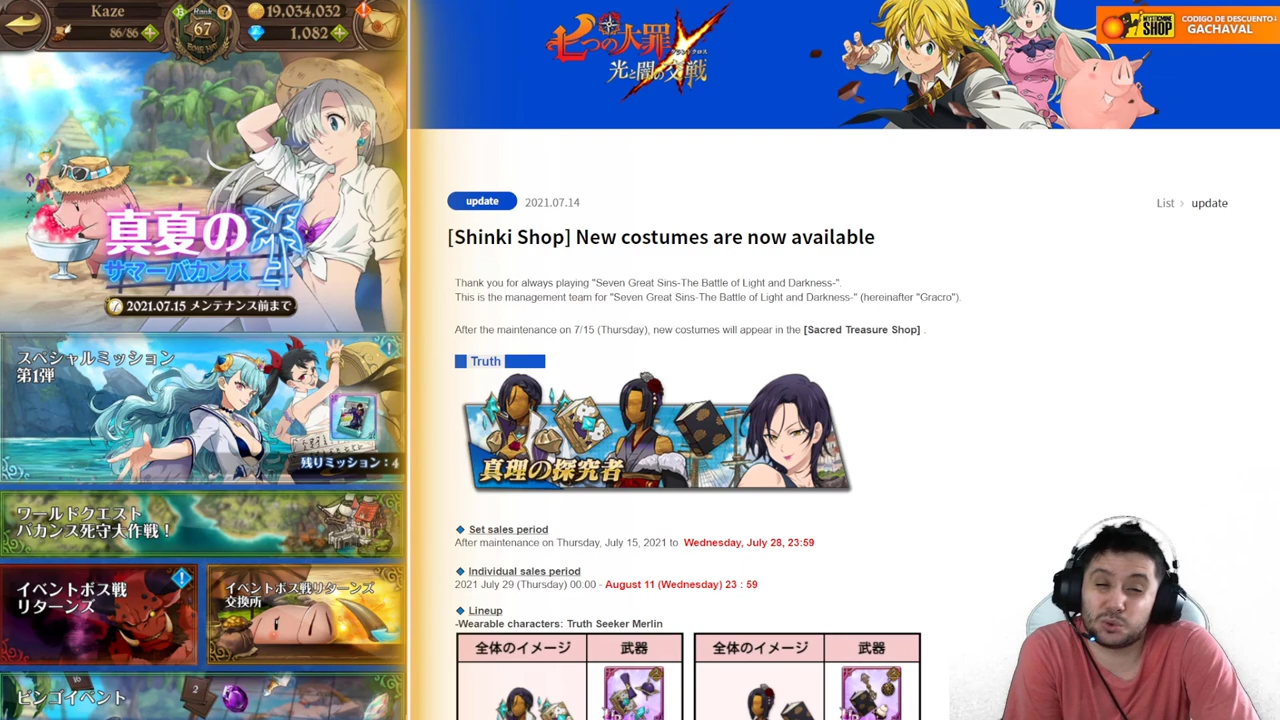 Kaze
86/86
Rank
67
19,034,032
1,082
真夏の
サマーバカンス
2021.07.15 メンテナンス前まで
スペシャルミッション
第1弾
残りミッション：4
ワールドクエスト
バカンス死守大作戦！
イベントボス戦
リターンズ
イベントボス戦リターンズ
交換所
ビンゴイベント
16
2
七つの大罪
グランドクロス
光と闇の交戦
MYSTICMINE
SHOP
CODIGO DE DESCUENTO↓
GACHAVAL
update
2021.07.14
List > update
[Shinki Shop] New costumes are now available
Thank you for always playing "Seven Great Sins-The Battle of Light and Darkness-".
This is the management team for "Seven Great Sins-The Battle of Light and Darkness-" (hereinafter "Gracro").
After the maintenance on 7/15 (Thursday), new costumes will appear in the [Sacred Treasure Shop] .
Truth
真理の探究者
Set sales period
After maintenance on Thursday, July 15, 2021 to Wednesday, July 28, 23:59
Individual sales period
2021 July 29 (Thursday) 00:00 - August 11 (Wednesday) 23 : 59
Lineup
-Wearable characters: Truth Seeker Merlin
全体のイメージ 武器 全体のイメージ 武器